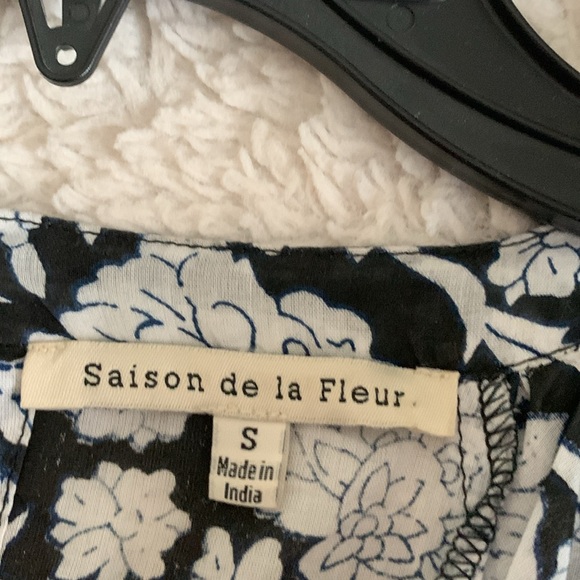 Saison de la Fleur
S
Made in
India